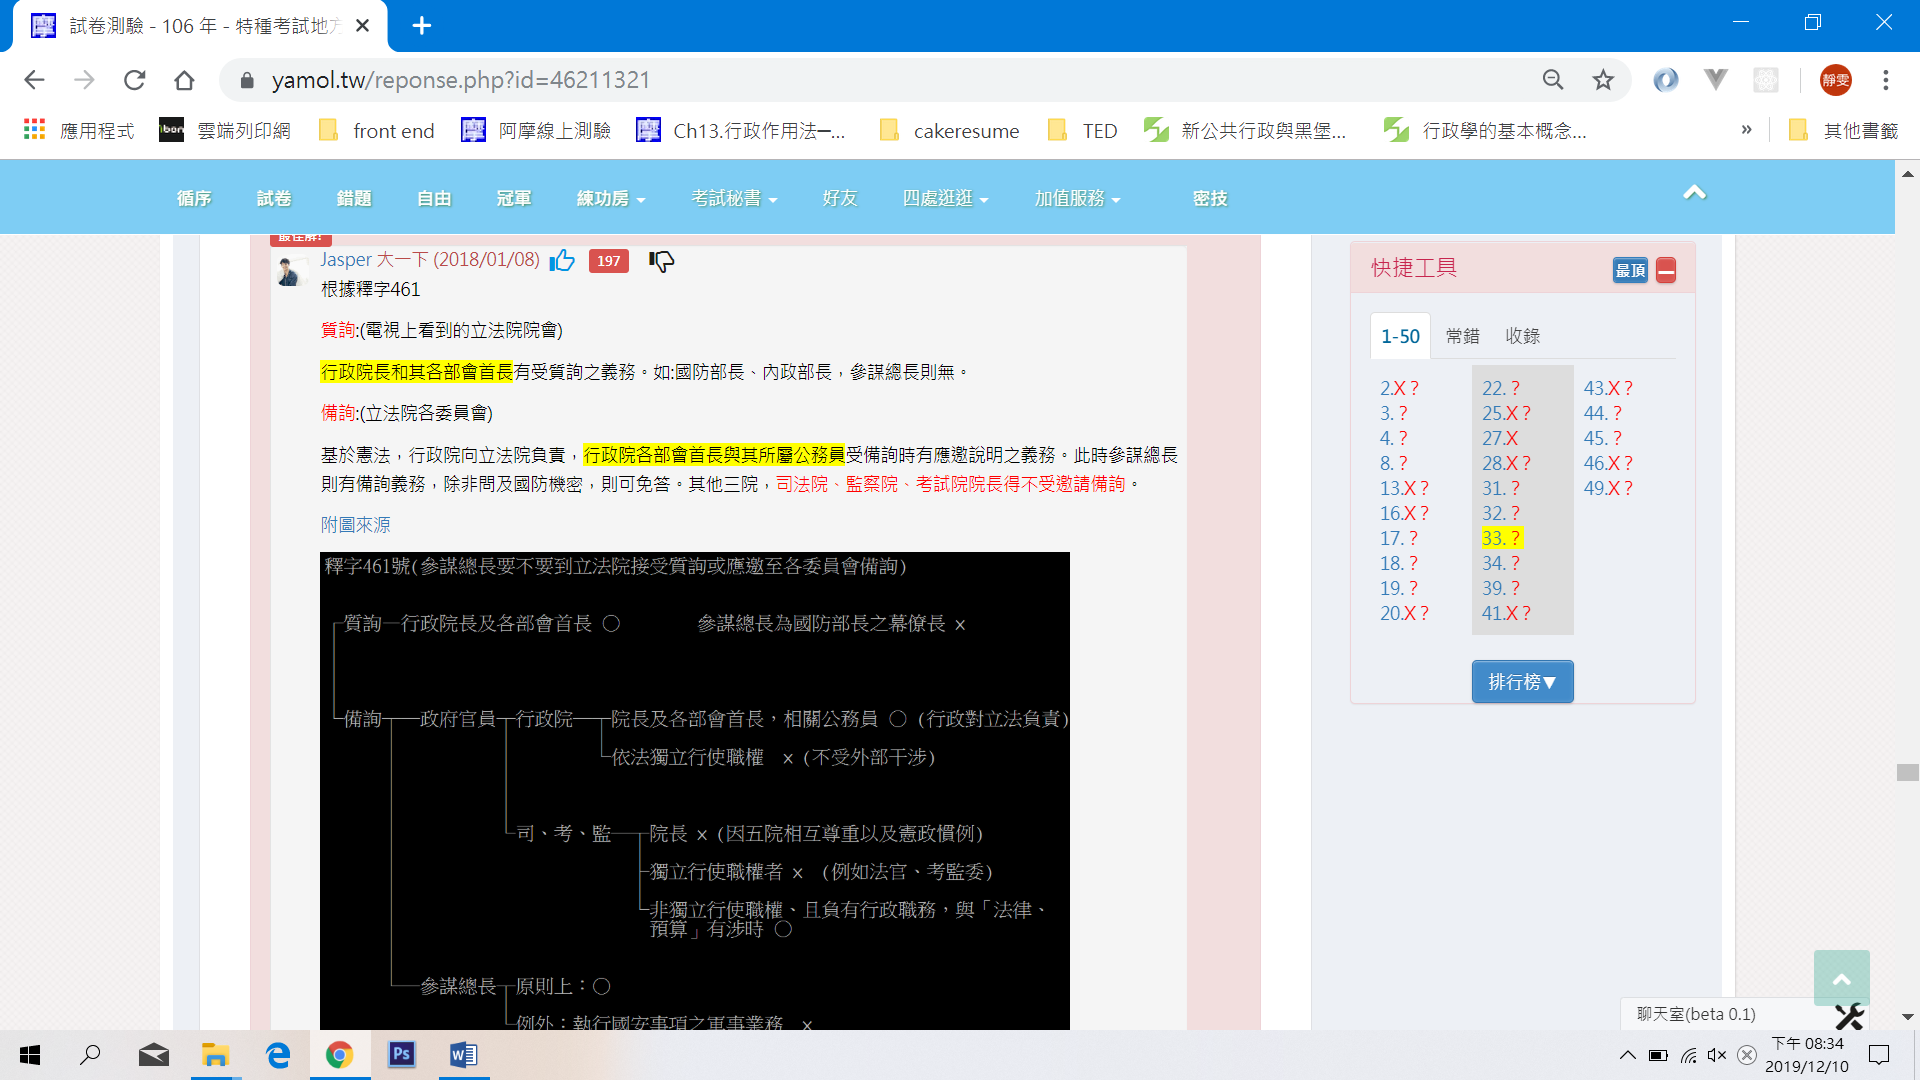 試卷測驗 - 106 年 - 特種考試地方
yamol.tw/reponse.php?id=46211321
靜雯
應用程式
ibon
雲端列印網
front end
摩
阿摩線上測驗
摩
Ch13.行政作用法─...
cakeresume
TED
新公共行政與黑堡...
行政學的基本概念...
»
其他書籤
循序
試卷
錯題
自由
冠軍
練功房
考試秘書
好友
四處逛逛
加值服務
密技
最佳解!
Jasper 大一下 (2018/01/08)
197
根據釋字461
質詢:(電視上看到的立法院院會)
行政院長和其各部會首長有受質詢之義務。如:國防部長、內政部長，參謀總長則無。
備詢:(立法院各委員會)
基於憲法，行政院向立法院負責，行政院各部會首長與其所屬公務員受備詢時有應邀說明之義務。此時參謀總長
則有備詢義務，除非問及國防機密，則可免答。其他三院，司法院、監察院、考試院院長得不受邀請備詢。
附圖來源
釋字461號(參謀總長要不要到立法院接受質詢或應邀至各委員會備詢)
質詢─行政院長及各部會首長 ○ 參謀總長為國防部長之幕僚長 ×
備詢 政府官員 行政院 院長及各部會首長，相關公務員 ○ (行政對立法負責)
依法獨立行使職權 × (不受外部干涉)
司、考、監 院長 × (因五院相互尊重以及憲政慣例)
獨立行使職權者 × (例如法官、考監委)
非獨立行使職權、且負有行政職務，與「法律、
預算」有涉時 ○
參謀總長 原則上：○
例外：執行國安事項之軍事業務 ×
快捷工具
最頂
1-50
常錯
收錄
2.X ?
3. ?
4. ?
8. ?
13.X ?
16.X ?
17. ?
18. ?
19. ?
20.X ?
22. ?
25.X ?
27.X
28.X ?
31. ?
32. ?
33. ?
34. ?
39. ?
41.X ?
43.X ?
44. ?
45. ?
46.X ?
49.X ?
排行榜▼
聊天室(beta 0.1)
Ps
下午 08:34
2019/12/10